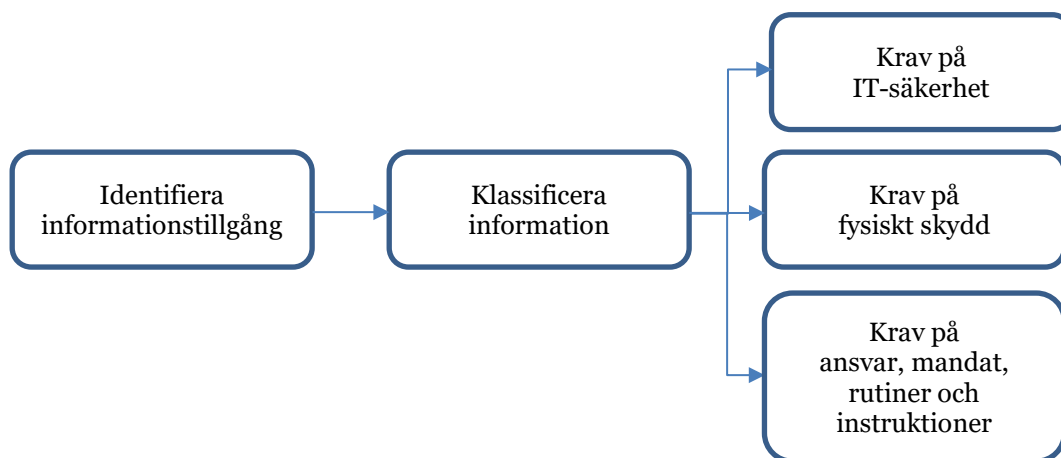 Identifiera
informationstillgång
Klassificera
information
Krav på
IT-säkerhet
Krav på
fysiskt skydd
Krav på
ansvar, mandat,
rutiner och
instruktioner